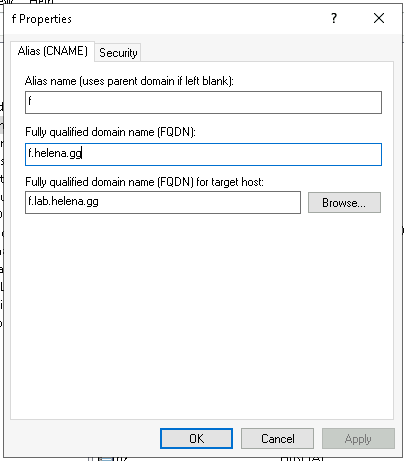 f Properties
Alias (CNAME)
Security
Alias name (uses parent domain if left blank):
f
Fully qualified domain name (FQDN):
f.helena.gg
Fully qualified domain name (FQDN) for target host:
f.lab.helena.gg
Browse...
OK
Cancel
Apply